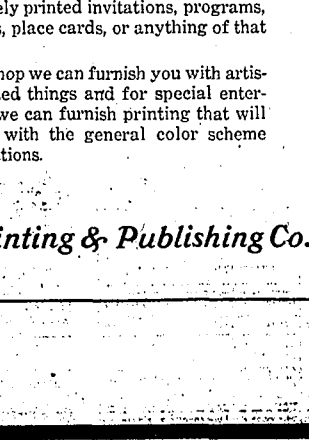 ely printed invitations, programs,
s, place cards, or anything of that
hop we can furnish you with artis-
ed things and for special enter-
we can furnish printing that will
with the general color scheme
tions.
inting & Publishing Co.